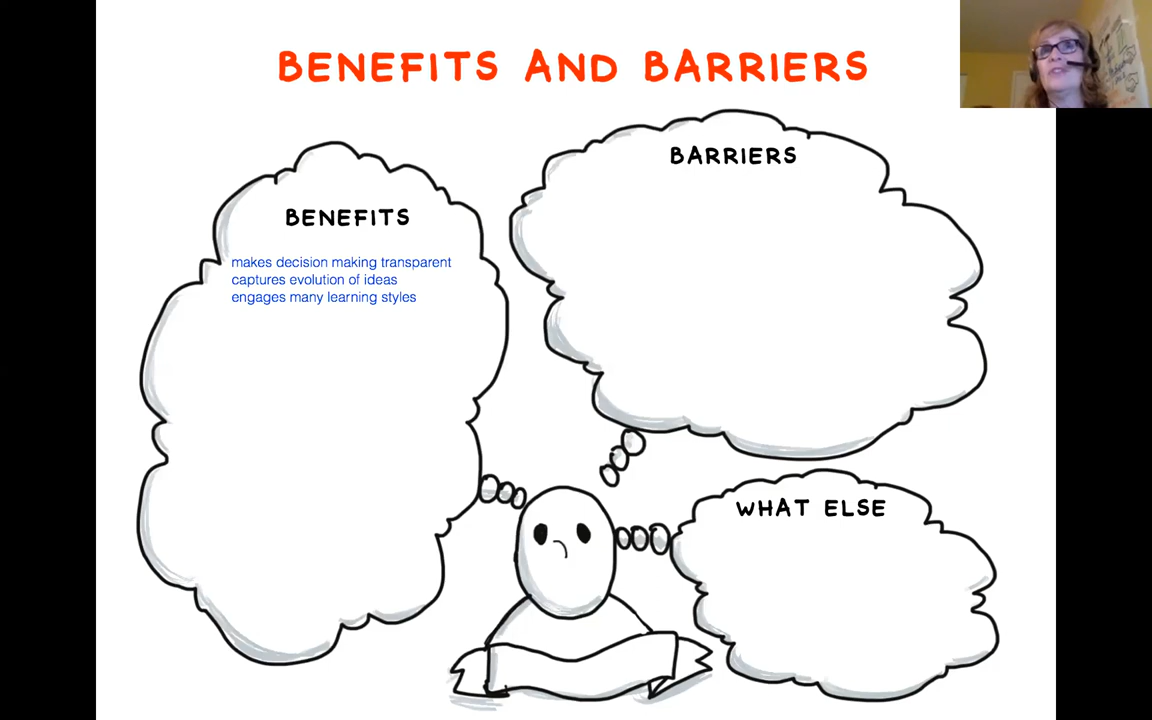 BENEFITS AND BARRIERS
BENEFITS
makes decision making transparent
captures evolution of ideas
engages many learning styles
BARRIERS
WHAT ELSE